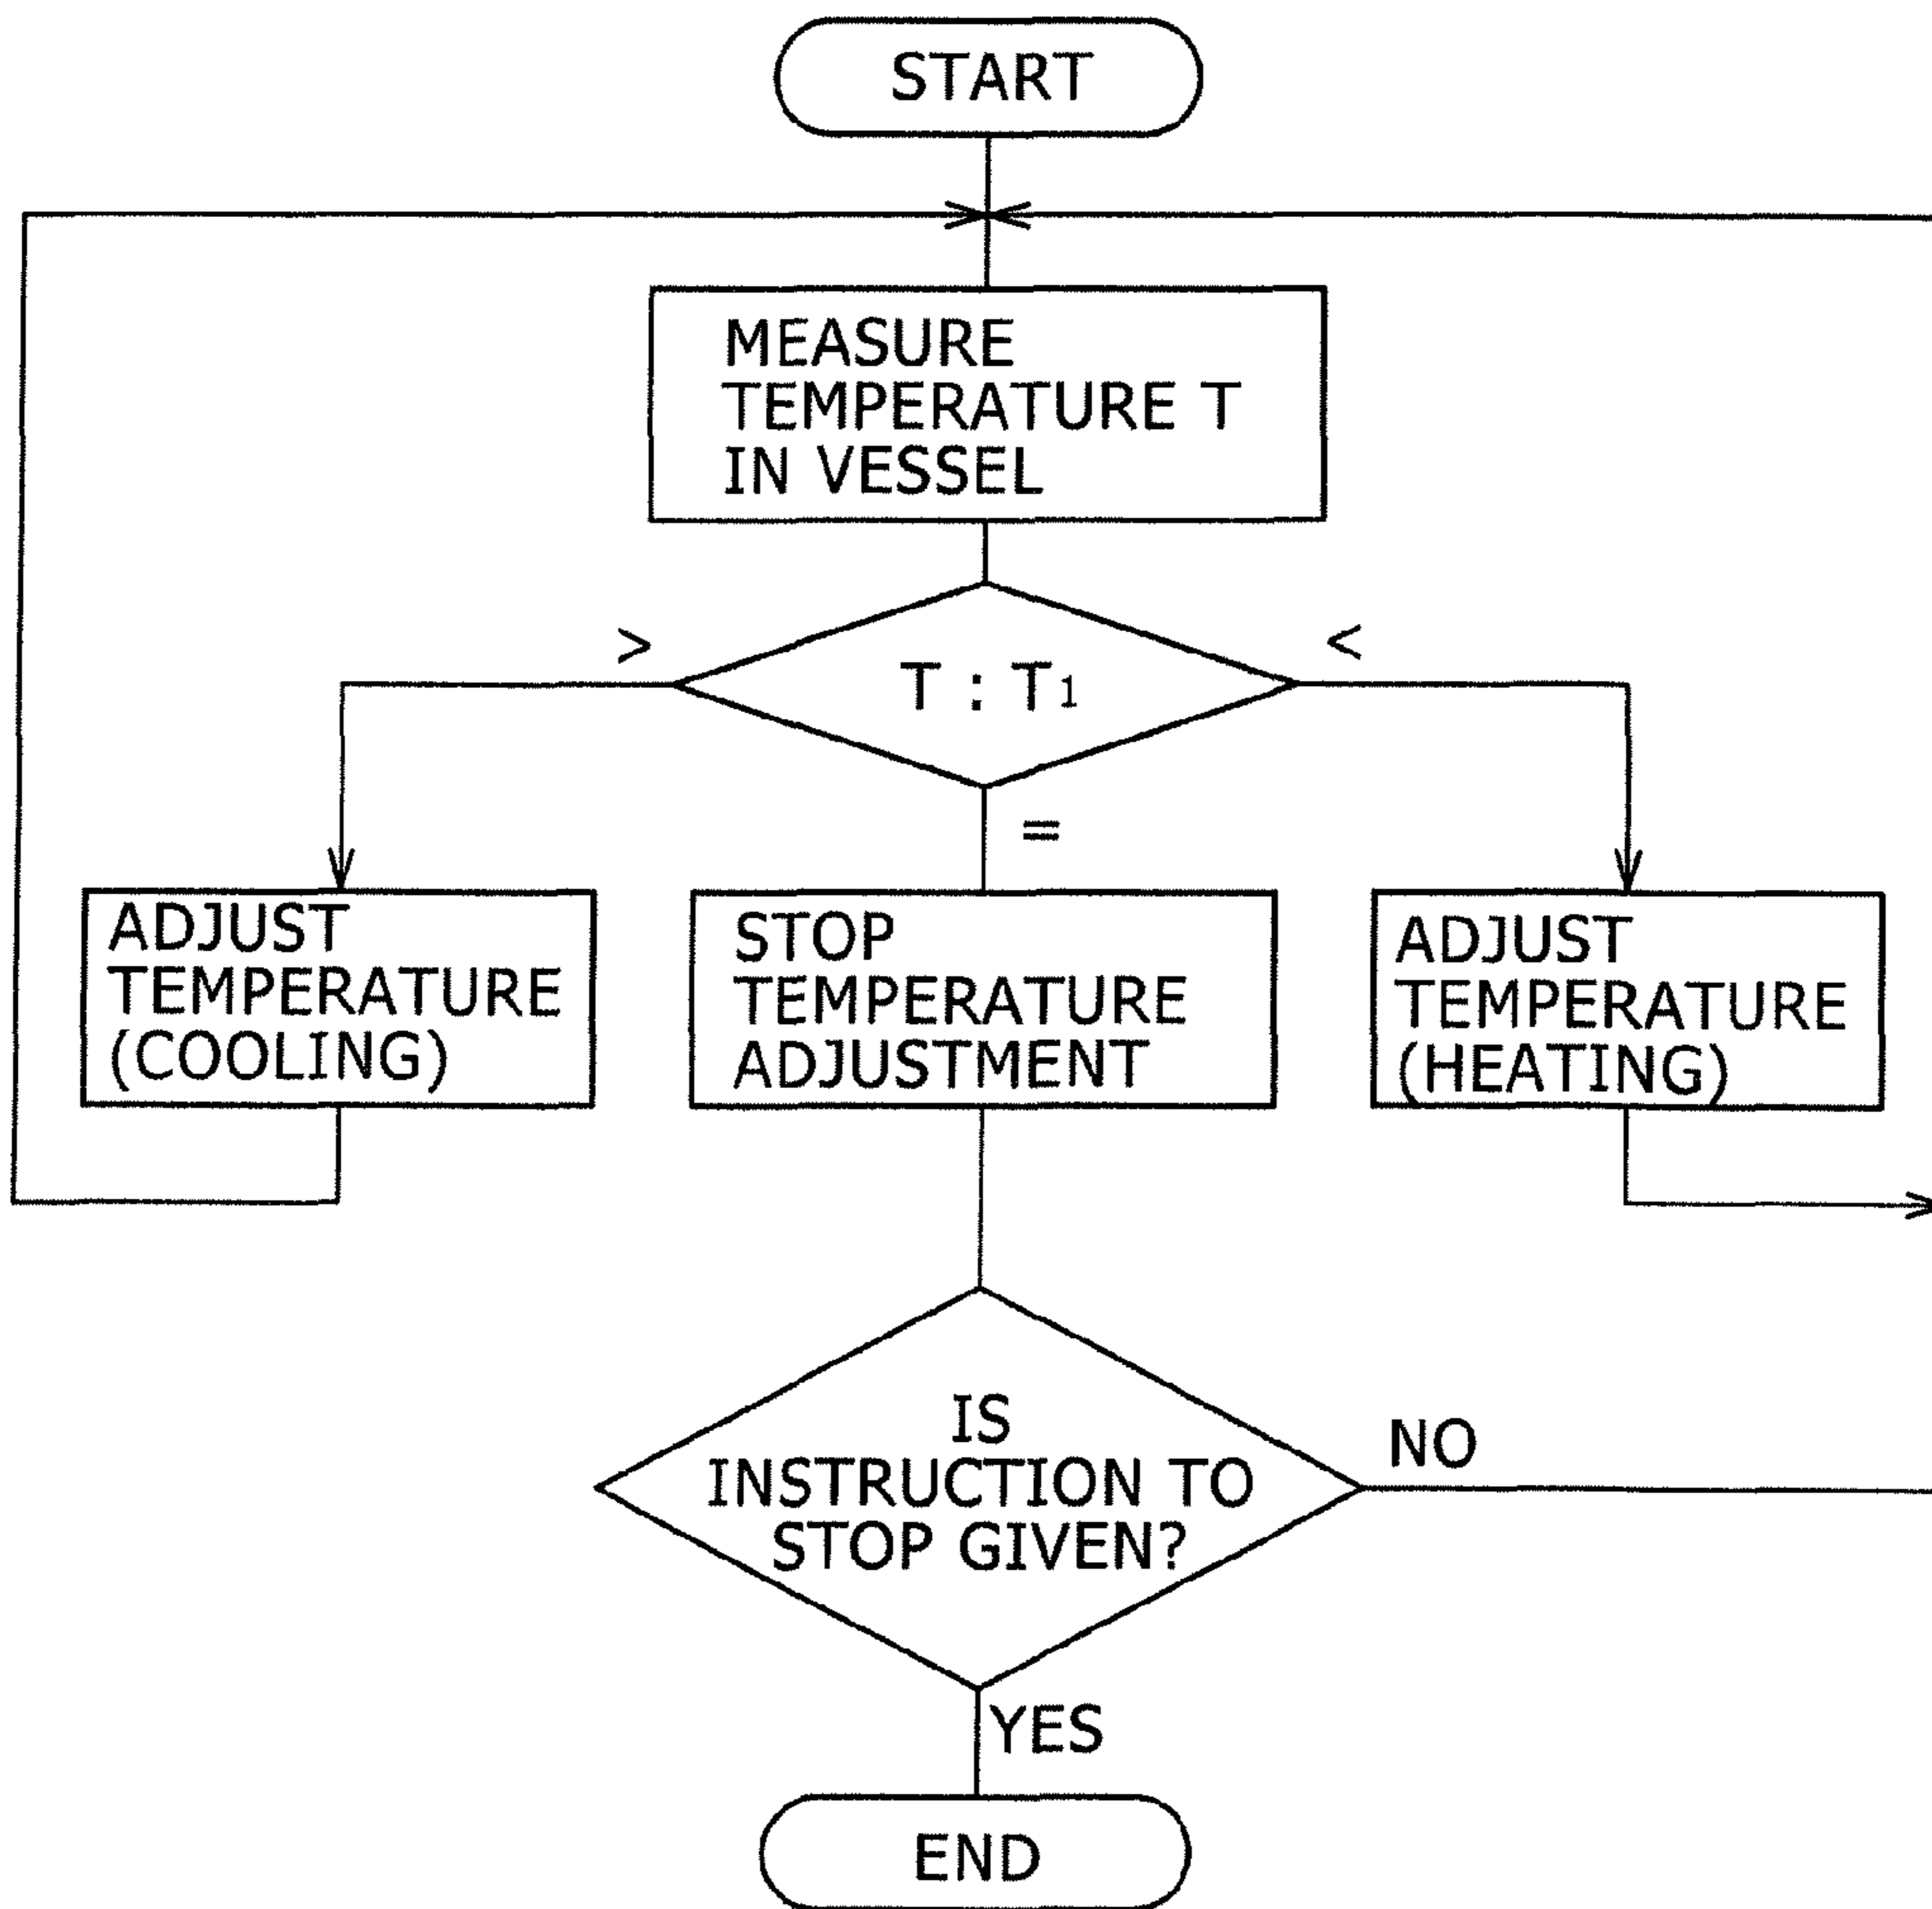 START
MEASURE
TEMPERATURE T
IN VESSEL
>
<
T : T1
=
ADJUST
TEMPERATURE
(COOLING)
STOP
TEMPERATURE
ADJUSTMENT
ADJUST
TEMPERATURE
(HEATING)
IS
INSTRUCTION TO
STOP GIVEN?
NO
YES
END